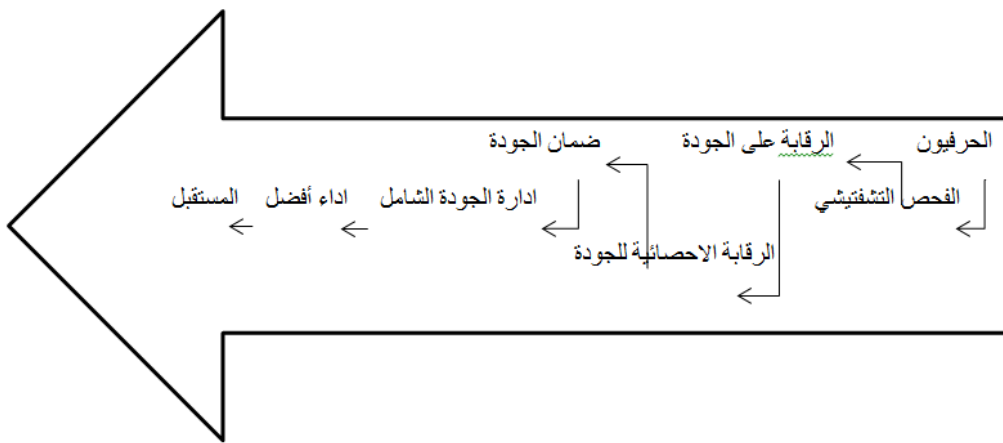 الحرفيون
الفحص التشفتيشي
الرقابة على الجودة
الرقابة الاحصائية للجودة
ضمان الجودة
ادارة الجودة الشامل
اداء أفضل
المستقبل